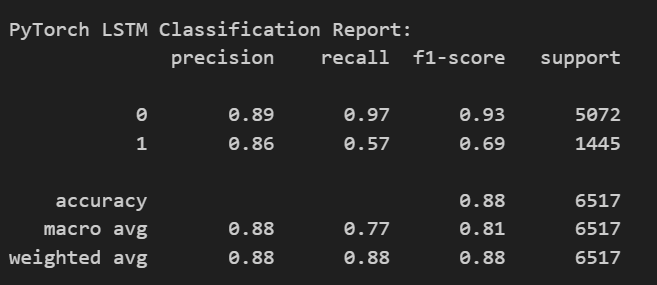 PyTorch LSTM Classification Report:
precision recall f1-score support
0 0.89 0.97 0.93 5072
1 0.86 0.57 0.69 1445
accuracy 0.88 6517
macro avg 0.88 0.77 0.81 6517
weighted avg 0.88 0.88 0.88 6517